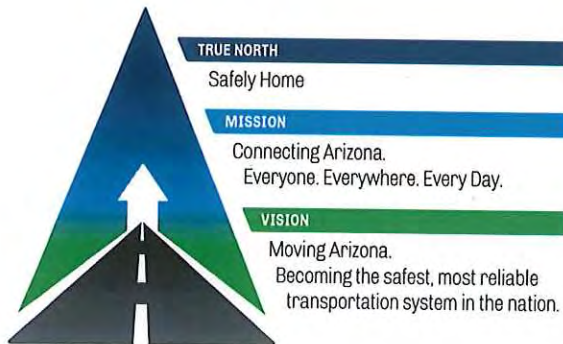 TRUE NORTH
Safely Home
MISSION
Connecting Arizona.
Everyone. Everywhere. Every Day.
VISION
Moving Arizona.
Becoming the safest, most reliable
transportation system in the nation.